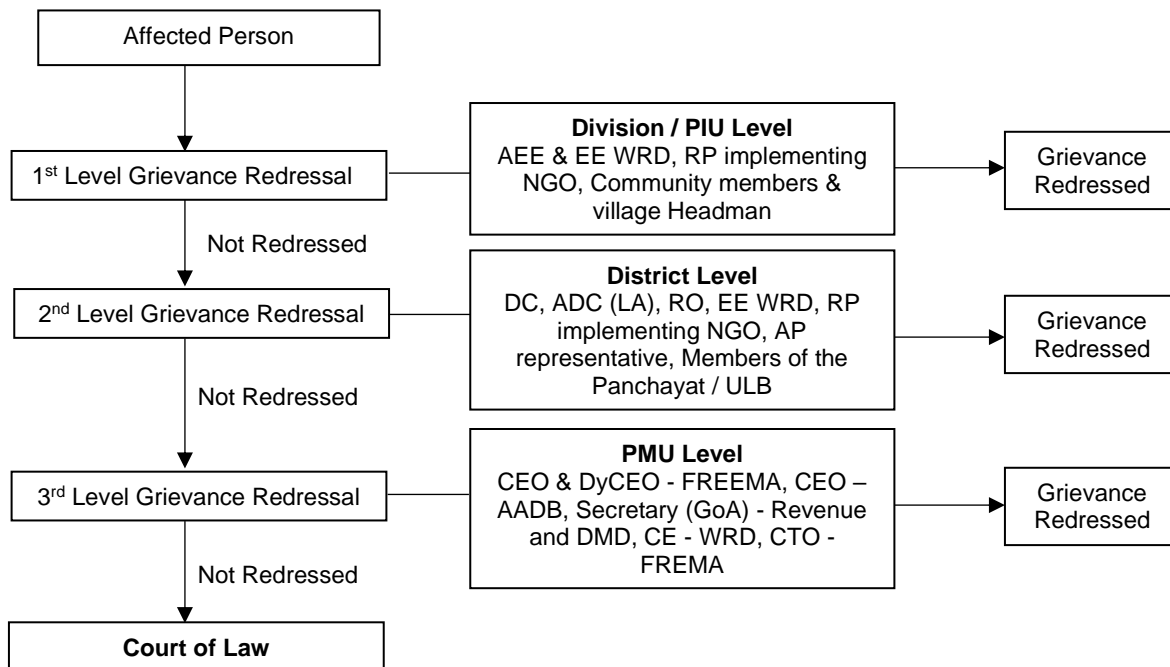 Affected Person
1st Level Grievance Redressal
Division / PIU Level
AEE & EE WRD, RP implementing
NGO, Community members &
village Headman
Grievance
Redressed
Not Redressed
2nd Level Grievance Redressal
District Level
DC, ADC (LA), RO, EE WRD, RP
implementing NGO, AP
representative, Members of the
Panchayat / ULB
Grievance
Redressed
Not Redressed
3rd Level Grievance Redressal
PMU Level
CEO & DyCEO - FREEMA, CEO –
AADB, Secretary (GoA) - Revenue
and DMD, CE - WRD, CTO -
FREMA
Grievance
Redressed
Not Redressed
Court of Law